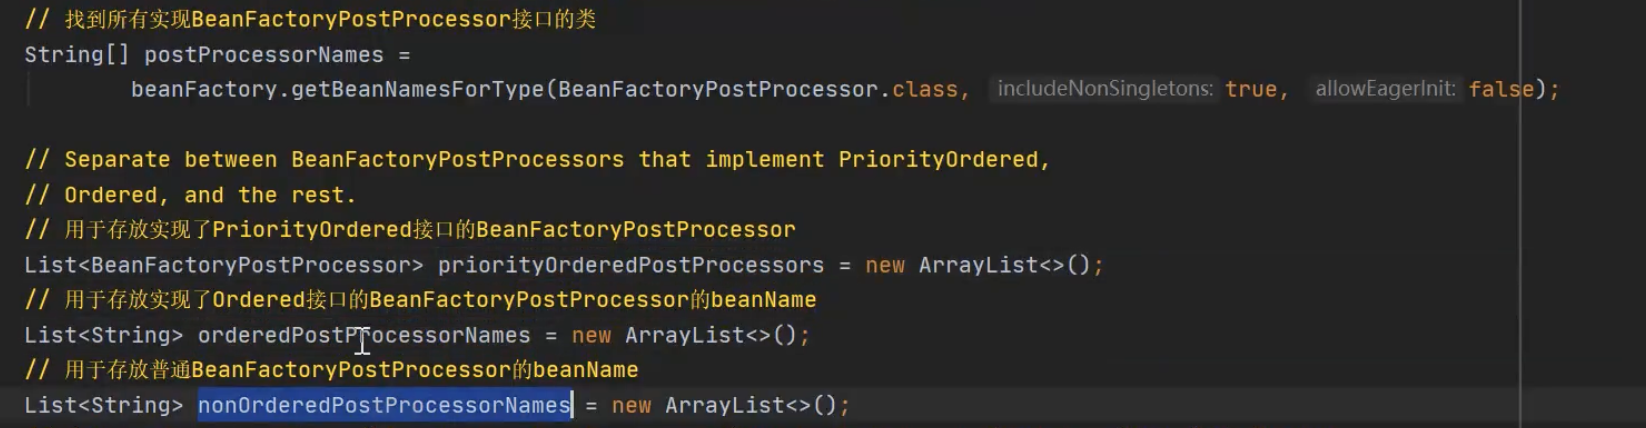 // 找到所有实现BeanFactoryPostProcessor接口的类
String[] postProcessorNames =
beanFactory.getBeanNamesForType(BeanFactoryPostProcessor.class, includeNonSingletons: true, allowEagerInit: false);
// Separate between BeanFactoryPostProcessors that implement PriorityOrdered,
// Ordered, and the rest.
// 用于存放实现了PriorityOrdered接口的BeanFactoryPostProcessor
List<BeanFactoryPostProcessor> priorityOrderedPostProcessors = new ArrayList<>();
// 用于存放实现了Ordered接口的BeanFactoryPostProcessor的beanName
List<String> orderedPostProcessorNames = new ArrayList<>();
// 用于存放普通BeanFactoryPostProcessor的beanName
List<String> nonOrderedPostProcessorNames = new ArrayList<>();